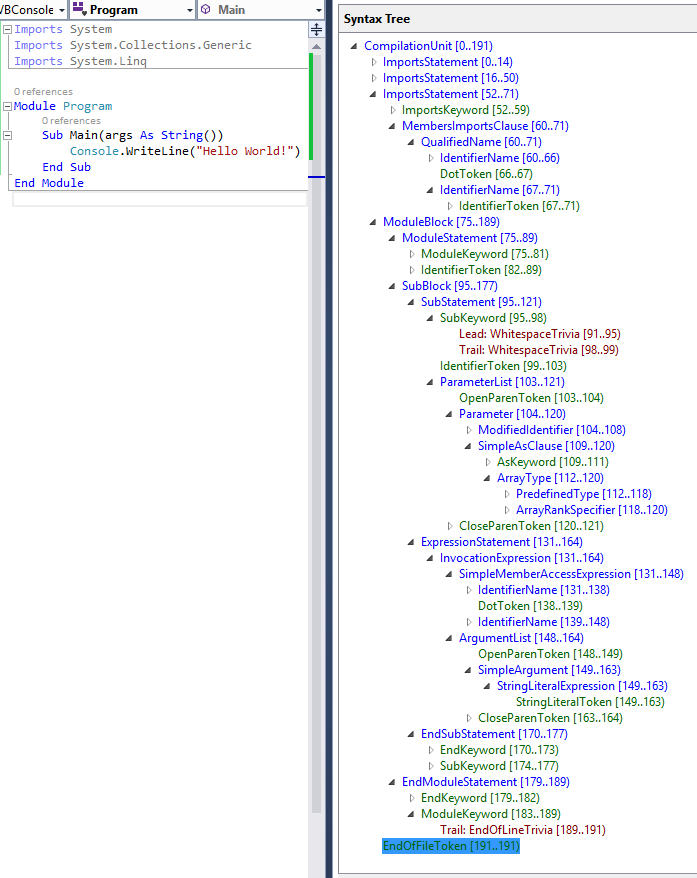 VBConsole
Program
Main
Imports System
Imports System.Collections.Generic
Imports System.Linq
0 references
Module Program
0 references
Sub Main(args As String())
Console.WriteLine("Hello World!")
End Sub
End Module
Syntax Tree
CompilationUnit [0..191)
ImportsStatement [0..14)
ImportsStatement [16..50)
ImportsStatement [52..71)
ImportsKeyword [52..59)
MembersImportsClause [60..71)
QualifiedName [60..71)
IdentifierName [60..66)
DotToken [66..67)
IdentifierName [67..71)
IdentifierToken [67..71)
ModuleBlock [75..189)
ModuleStatement [75..89)
ModuleKeyword [75..81)
IdentifierToken [82..89)
SubBlock [95..177)
SubStatement [95..121)
SubKeyword [95..98)
Lead: WhitespaceTrivia [91..95)
Trail: WhitespaceTrivia [98..99)
IdentifierToken [99..103)
ParameterList [103..121)
OpenParenToken [103..104)
Parameter [104..120)
ModifiedIdentifier [104..108)
SimpleAsClause [109..120)
AsKeyword [109..111)
ArrayType [112..120)
PredefinedType [112..118)
ArrayRankSpecifier [118..120)
CloseParenToken [120..121)
ExpressionStatement [131..164)
InvocationExpression [131..164)
SimpleMemberAccessExpression [131..148)
IdentifierName [131..138)
DotToken [138..139)
IdentifierName [139..148)
ArgumentList [148..164)
OpenParenToken [148..149)
SimpleArgument [149..163)
StringLiteralExpression [149..163)
StringLiteralToken [149..163)
CloseParenToken [163..164)
EndSubStatement [170..177)
EndKeyword [170..173)
SubKeyword [174..177)
EndModuleStatement [179..189)
EndKeyword [179..182)
ModuleKeyword [183..189)
Trail: EndOfLineTrivia [189..191)
EndOfFileToken [191..191)